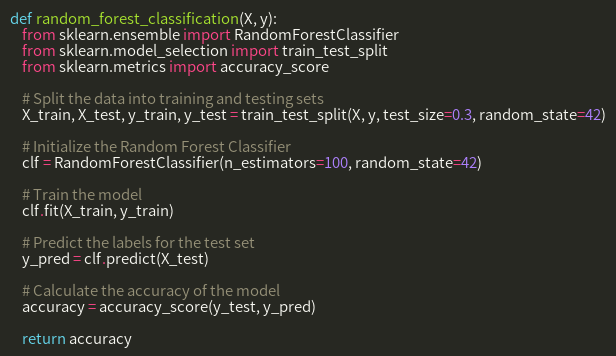 def random_forest_classification(X, y):
    from sklearn.ensemble import RandomForestClassifier
    from sklearn.model_selection import train_test_split
    from sklearn.metrics import accuracy_score

    # Split the data into training and testing sets
    X_train, X_test, y_train, y_test = train_test_split(X, y, test_size=0.3, random_state=42)

    # Initialize the Random Forest Classifier
    clf = RandomForestClassifier(n_estimators=100, random_state=42)

    # Train the model
    clf.fit(X_train, y_train)

    # Predict the labels for the test set
    y_pred = clf.predict(X_test)

    # Calculate the accuracy of the model
    accuracy = accuracy_score(y_test, y_pred)

    return accuracy